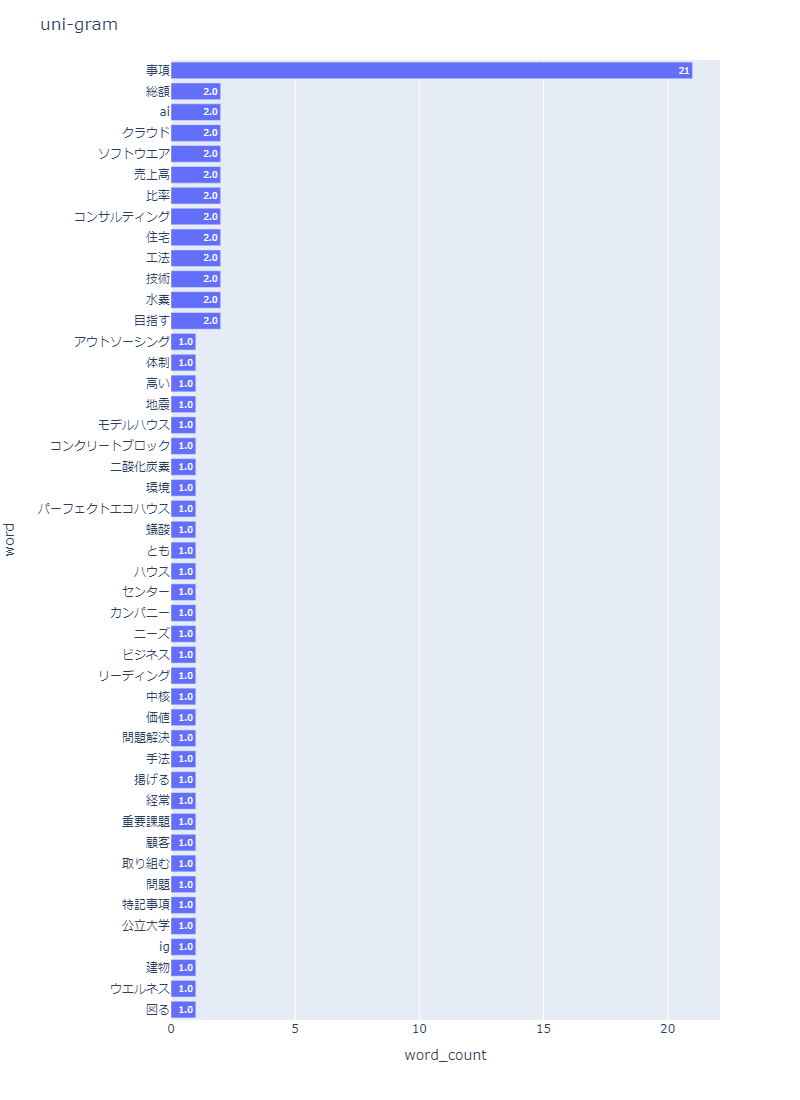 uni-gram
事項 21
総額 2.0
ai 2.0
クラウド 2.0
ソフトウエア 2.0
売上高 2.0
比率 2.0
コンサルティング 2.0
住宅 2.0
工法 2.0
技術 2.0
水素 2.0
目指す 2.0
アウトソーシング 1.0
体制 1.0
高い 1.0
地震 1.0
モデルハウス 1.0
コンクリートブロック 1.0
二酸化炭素 1.0
環境 1.0
パーフェクトエコハウス 1.0
蟻酸 1.0
とも 1.0
ハウス 1.0
センター 1.0
カンパニー 1.0
ニーズ 1.0
ビジネス 1.0
リーディング 1.0
中核 1.0
価値 1.0
問題解決 1.0
手法 1.0
掲げる 1.0
経常 1.0
重要課題 1.0
顧客 1.0
取り組む 1.0
問題 1.0
特記事項 1.0
公立大学 1.0
ig 1.0
建物 1.0
ウエルネス 1.0
図る 1.0
0 5 10 15 20
word_count
word